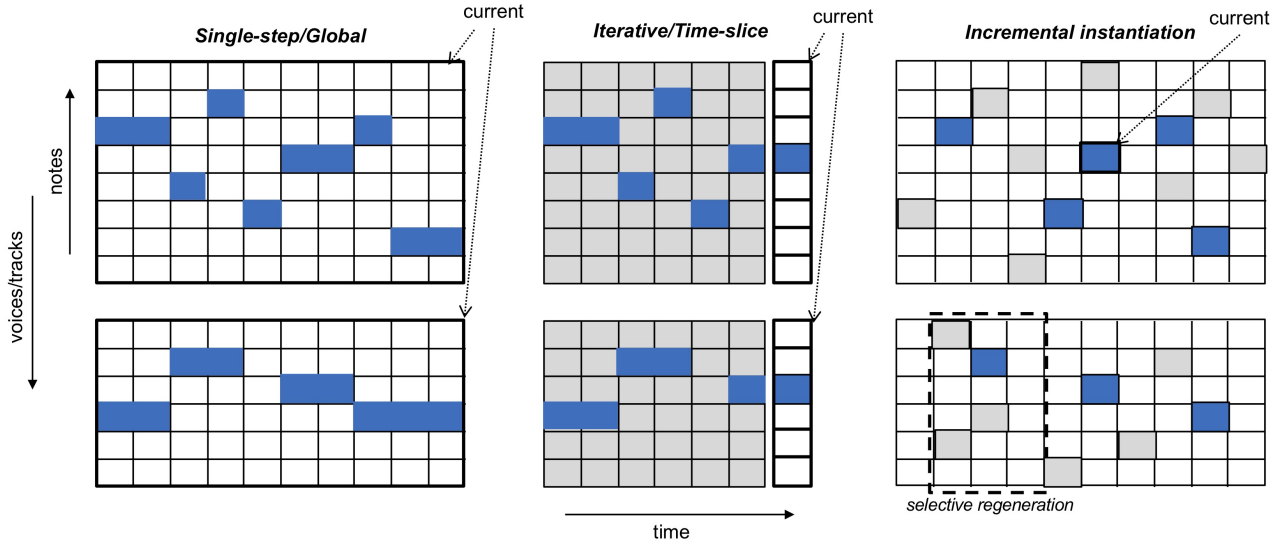 current
Single-step/Global
Iterative/Time-slice
current
Incremental instantiation
current
notes
voices/tracks
selective regeneration
time